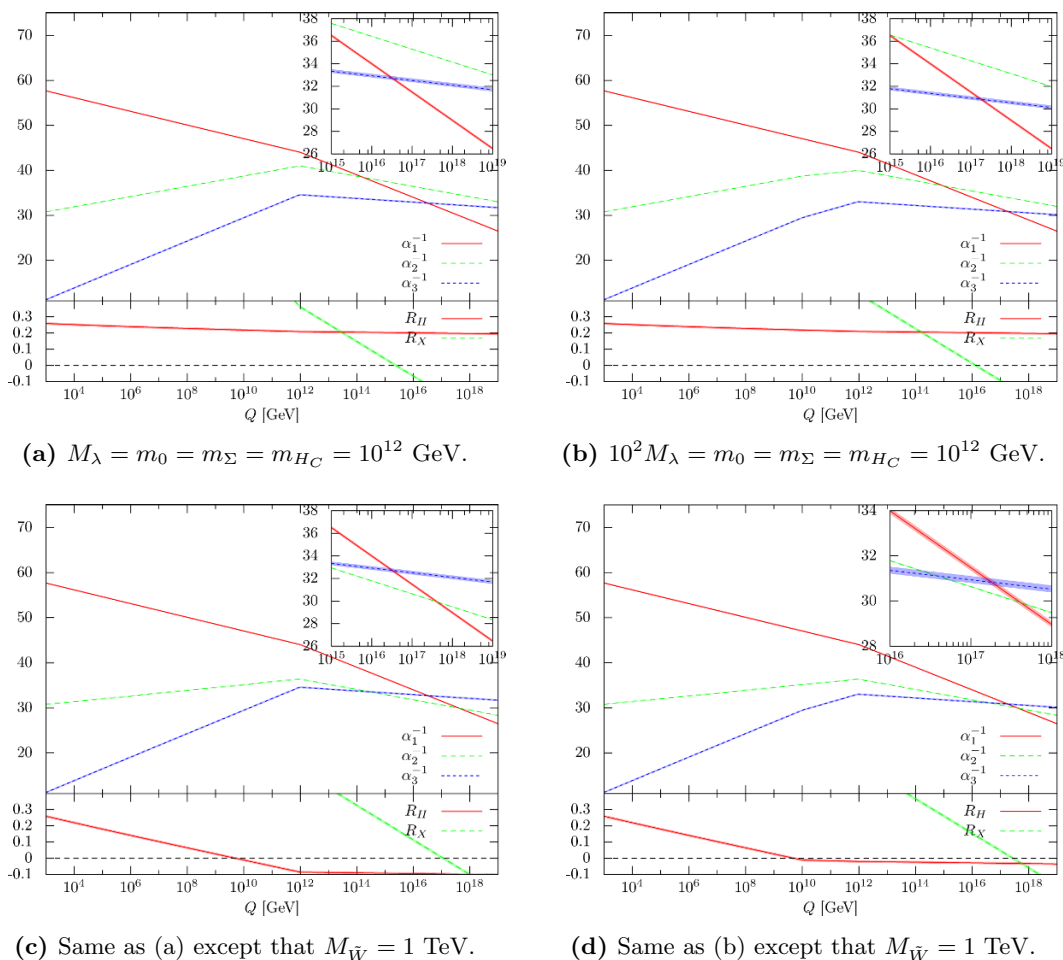 70
60
50
40
30
20
38
36
34
32
30
28
26
10^15 10^16 10^17 10^18 10^19
α₁⁻¹
α₂⁻¹
α₃⁻¹
0.3
0.2
0.1
0
-0.1
R_H
R_X
10^4 10^6 10^8 10^10 10^12 10^14 10^16 10^18
Q [GeV]
(a) M_λ = m_0 = m_Σ = m_{H_C} = 10^12 GeV.
70
60
50
40
30
20
38
36
34
32
30
28
26
10^15 10^16 10^17 10^18 10^19
α₁⁻¹
α₂⁻¹
α₃⁻¹
0.3
0.2
0.1
0
-0.1
R_H
R_X
10^4 10^6 10^8 10^10 10^12 10^14 10^16 10^18
Q [GeV]
(b) 10^2 M_λ = m_0 = m_Σ = m_{H_C} = 10^12 GeV.
70
60
50
40
30
20
38
36
34
32
30
28
26
10^15 10^16 10^17 10^18 10^19
α₁⁻¹
α₂⁻¹
α₃⁻¹
0.3
0.2
0.1
0
-0.1
R_H
R_X
10^4 10^6 10^8 10^10 10^12 10^14 10^16 10^18
Q [GeV]
(c) Same as (a) except that M_W̃ = 1 TeV.
70
60
50
40
30
20
34
32
30
28
10^16 10^17 10^18
α₁⁻¹
α₂⁻¹
α₃⁻¹
0.3
0.2
0.1
0
-0.1
R_H
R_X
10^4 10^6 10^8 10^10 10^12 10^14 10^16 10^18
Q [GeV]
(d) Same as (b) except that M_W̃ = 1 TeV.